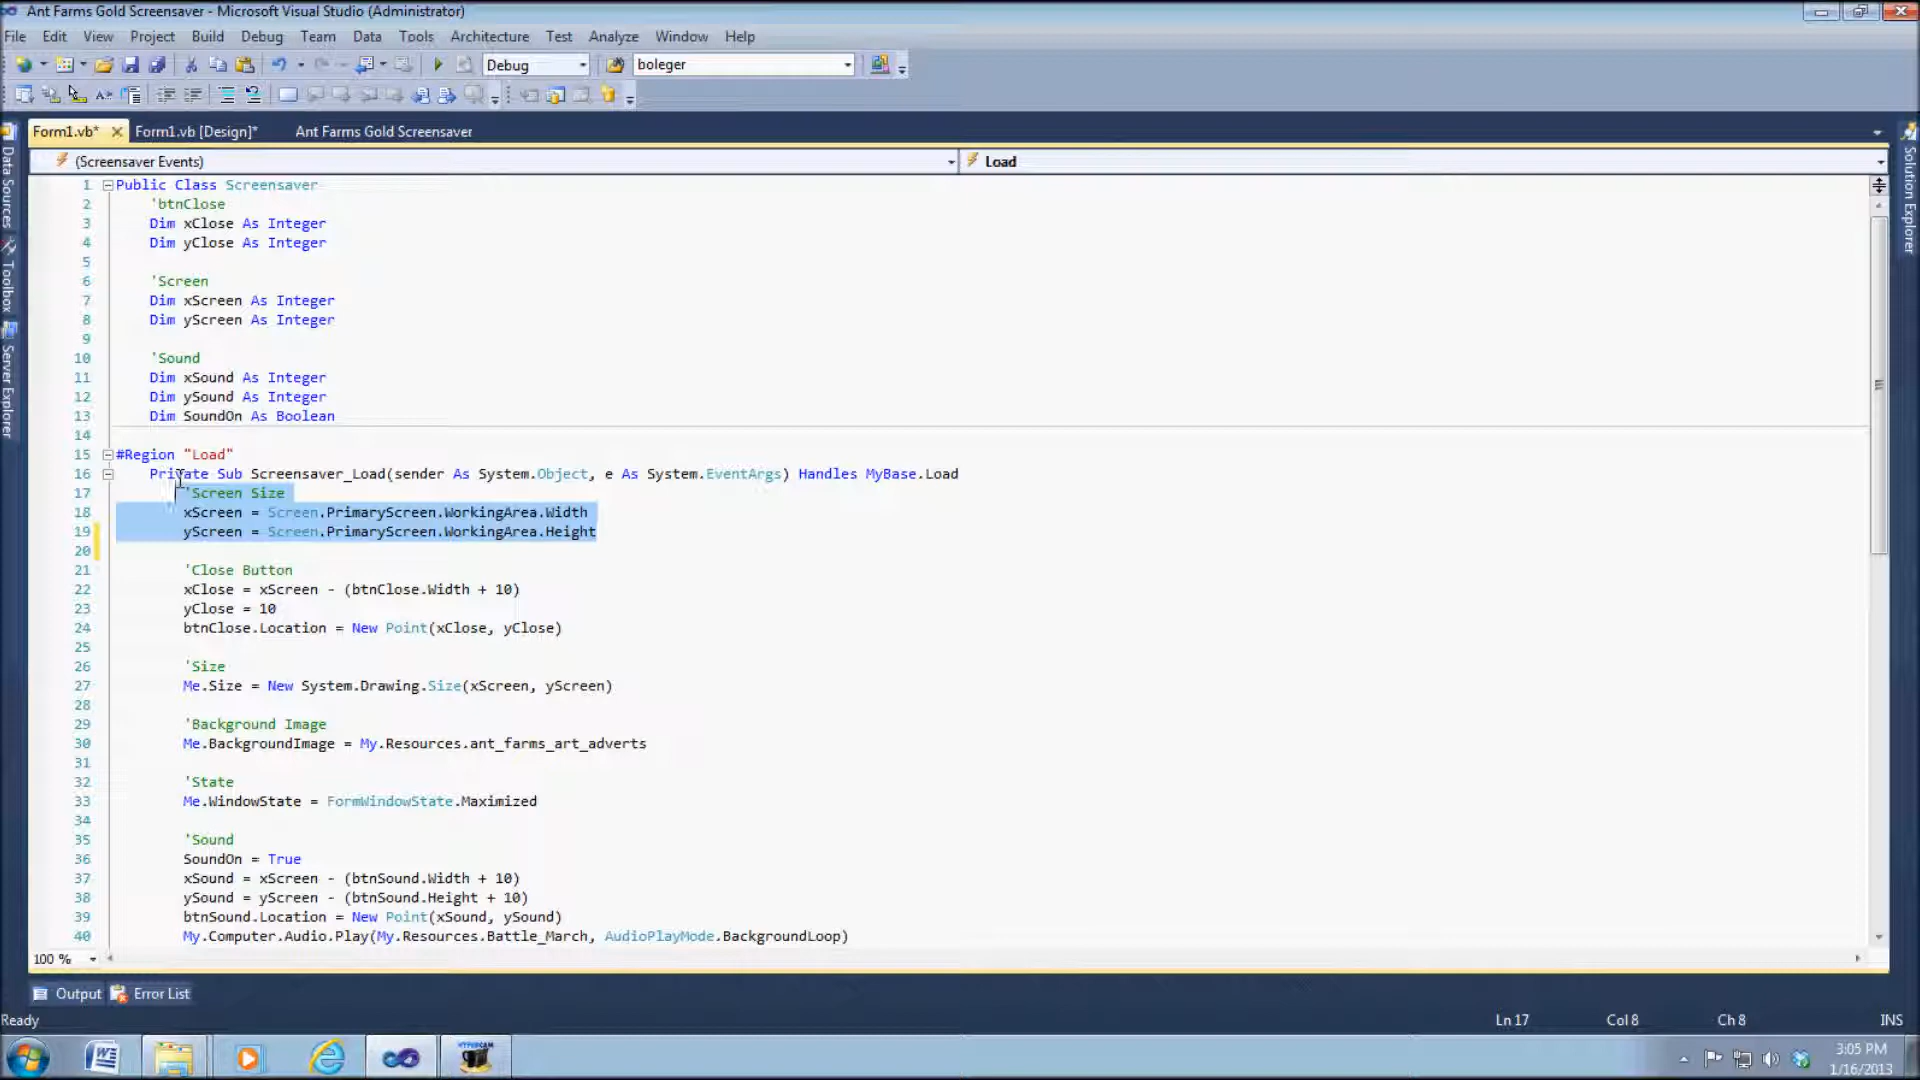 Ant Farms Gold Screensaver - Microsoft Visual Studio (Administrator)
File Edit View Project Build Debug Team Data Tools Architecture Test Analyze Window Help
Debug boleger
Form1.vb* Form1.vb [Design]* Ant Farms Gold Screensaver
(Screensaver Events) Load
1 Public Class Screensaver
2 'btnClose
3 Dim xClose As Integer
4 Dim yClose As Integer
5
6 'Screen
7 Dim xScreen As Integer
8 Dim yScreen As Integer
9
10 'Sound
11 Dim xSound As Integer
12 Dim ySound As Integer
13 Dim SoundOn As Boolean
14
15 #Region "Load"
16 Private Sub Screensaver_Load(sender As System.Object, e As System.EventArgs) Handles MyBase.Load
17 'Screen Size
18 xScreen = Screen.PrimaryScreen.WorkingArea.Width
19 yScreen = Screen.PrimaryScreen.WorkingArea.Height
20
21 'Close Button
22 xClose = xScreen - (btnClose.Width + 10)
23 yClose = 10
24 btnClose.Location = New Point(xClose, yClose)
25
26 'Size
27 Me.Size = New System.Drawing.Size(xScreen, yScreen)
28
29 'Background Image
30 Me.BackgroundImage = My.Resources.ant_farms_art_adverts
31
32 'State
33 Me.WindowState = FormWindowState.Maximized
34
35 'Sound
36 SoundOn = True
37 xSound = xScreen - (btnSound.Width + 10)
38 ySound = yScreen - (btnSound.Height + 10)
39 btnSound.Location = New Point(xSound, ySound)
40 My.Computer.Audio.Play(My.Resources.Battle_March, AudioPlayMode.BackgroundLoop)
100 %
Data Sources
Toolbox
Server Explorer
Solution Explorer
Output Error List
Ready Ln 17 Col 8 Ch 8 INS
3:05 PM
1/16/2013